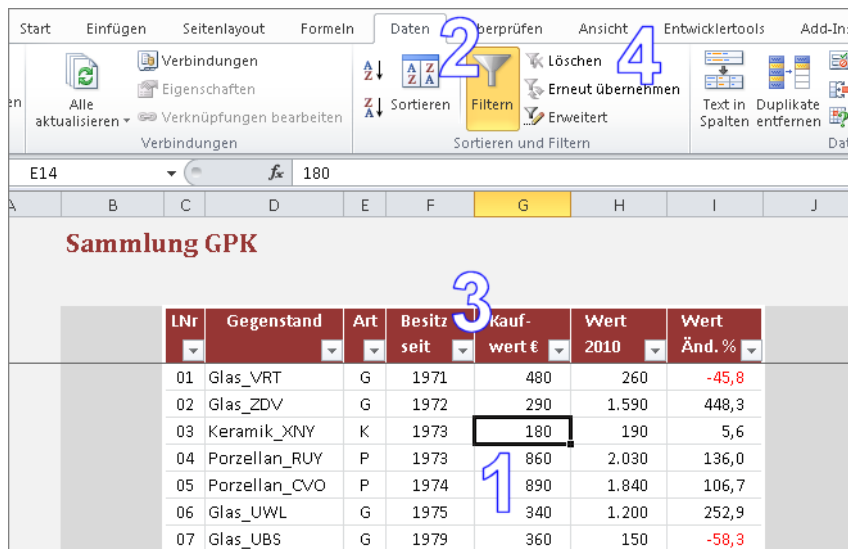 Start Einfügen Seitenlayout Formeln Daten Überprüfen Ansicht Entwicklertools Add-In
Verbindungen Löschen
Eigenschaften Erneut übernehmen
Alle aktualisieren Verknüpfungen bearbeiten Sortieren Filtern Erweitert Text in Spalten Duplikate entfernen
Verbindungen Sortieren und Filtern Dat
2
4
E14 fx 180
A B C D E F G H I J
Sammlung GPK
3
LNr Gegenstand Art Besitz seit Kauf-wert € Wert 2010 Wert Änd. %
01 Glas_VRT G 1971 480 260 -45,8
02 Glas_ZDV G 1972 290 1.590 448,3
03 Keramik_XNY K 1973 180 190 5,6
04 Porzellan_RUY P 1973 860 2.030 136,0
05 Porzellan_CVO P 1974 890 1.840 106,7
1
06 Glas_UWL G 1975 340 1.200 252,9
07 Glas_UBS G 1979 360 150 -58,3